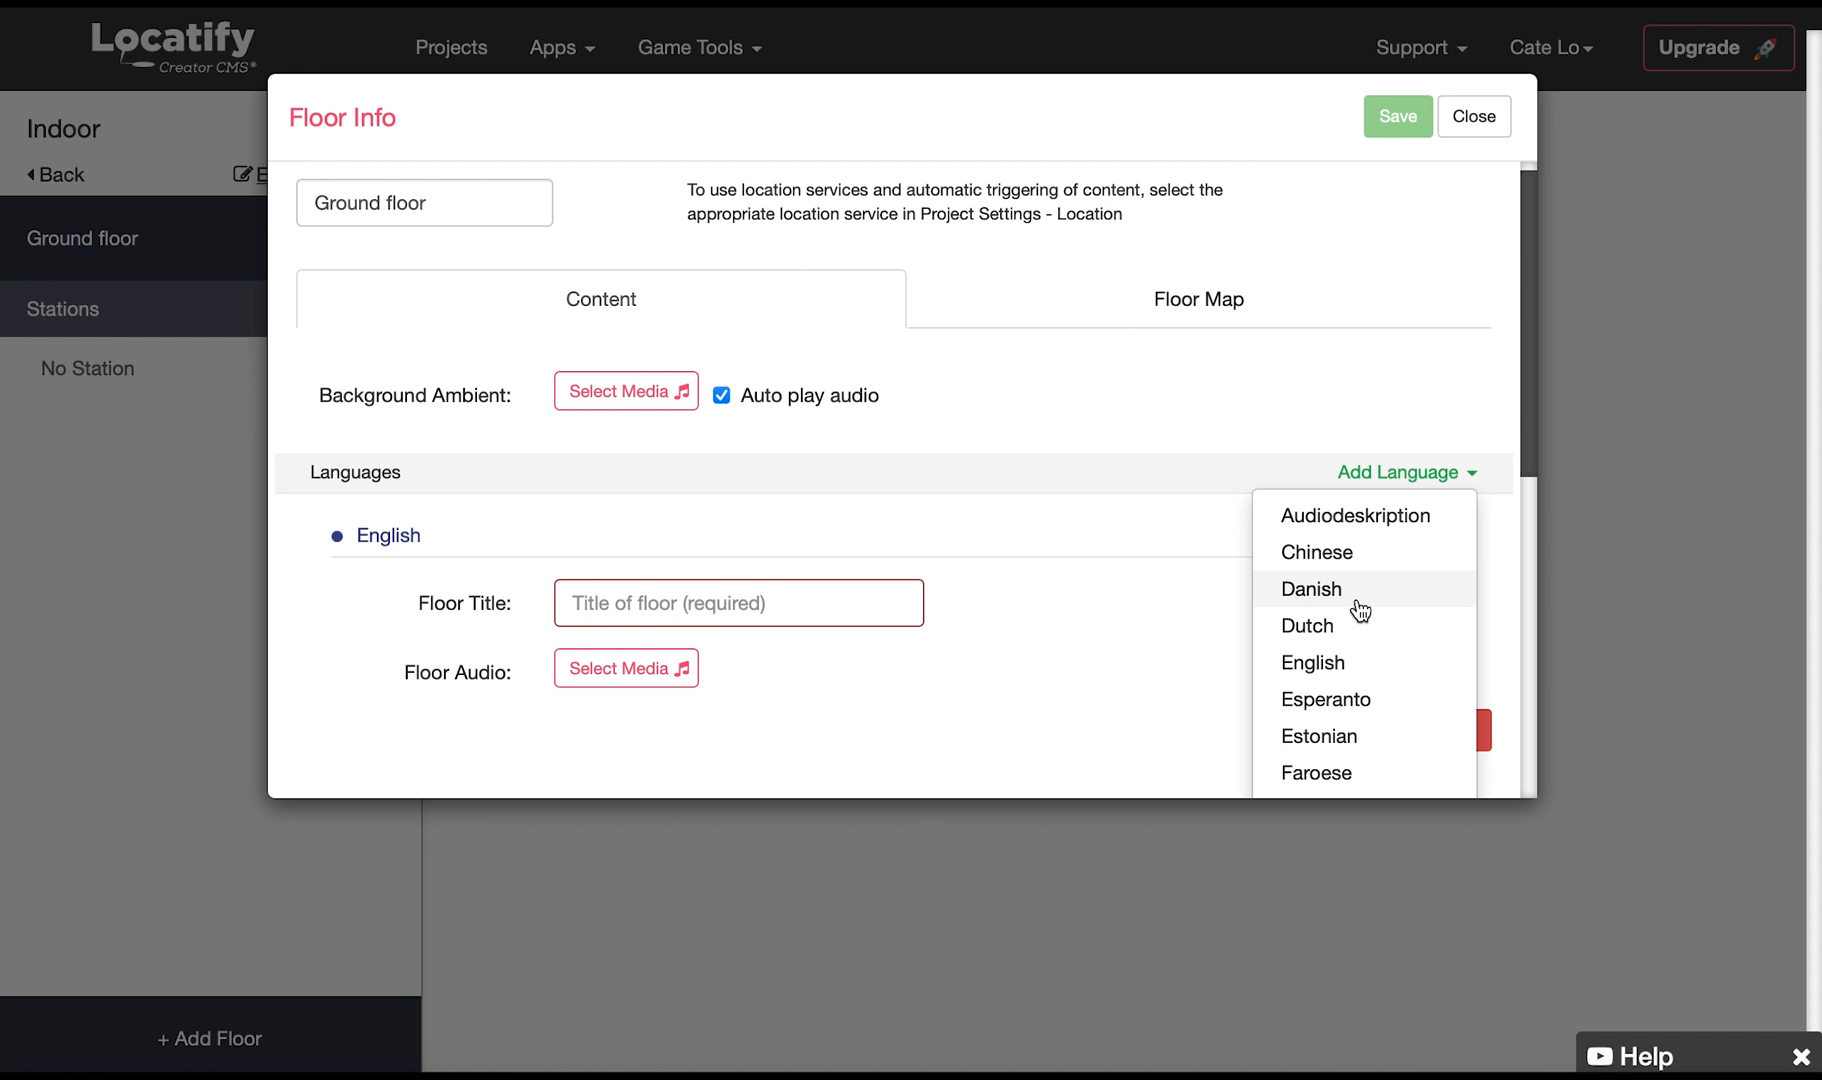 Locatify
Creator CMS®
Projects
Apps
Game Tools
Support
Cate Lo
Upgrade
Indoor
Back
E
Floor Info
Save
Close
Ground floor
To use location services and automatic triggering of content, select the
appropriate location service in Project Settings - Location
Ground floor
Stations
No Station
Content
Floor Map
Background Ambient:
Select Media
Auto play audio
Languages
Add Language
English
Floor Title:
Title of floor (required)
Floor Audio:
Select Media
Audiodeskription
Chinese
Danish
Dutch
English
Esperanto
Estonian
Faroese
+ Add Floor
Help